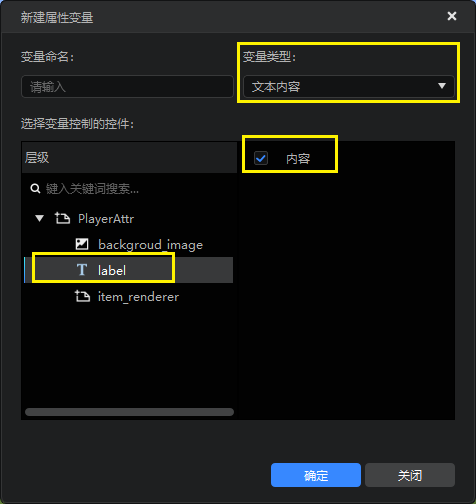 新建属性变量
变量命名:
变量类型:
请输入
文本内容
选择变量控制的控件:
层级
内容
键入关键词搜索...
PlayerAttr
backgroud_image
T label
item_renderer
确定
关闭